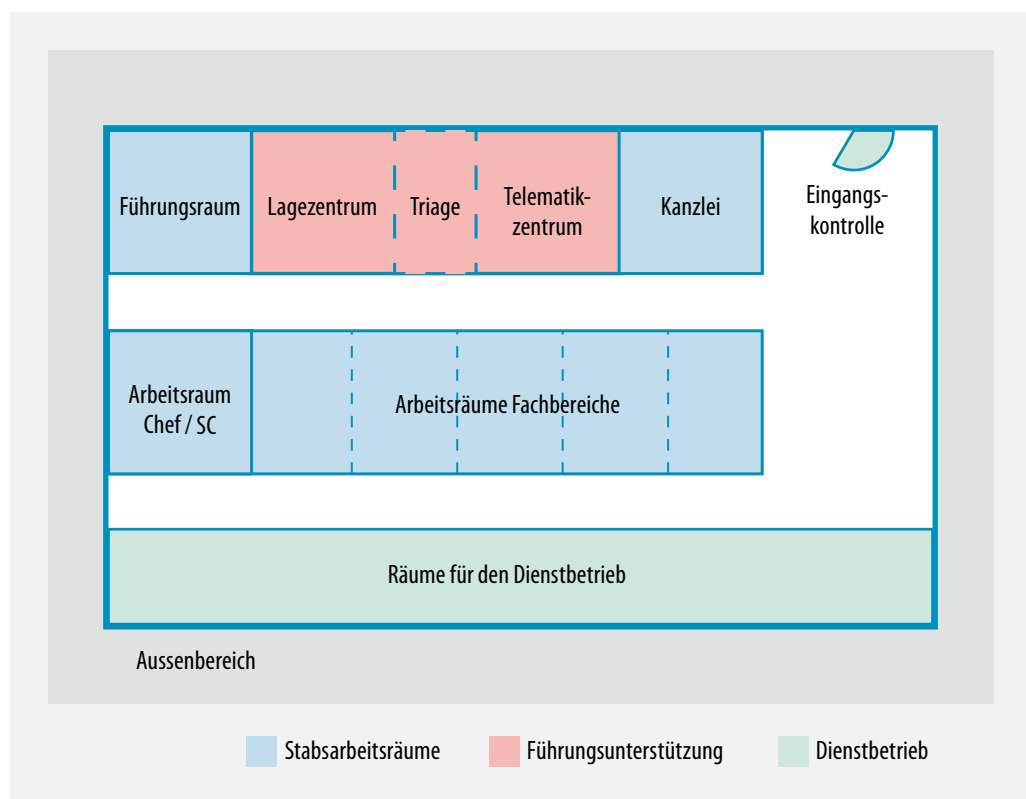 Führungsraum
Lagezentrum
Triage
Telematik-
zentrum
Kanzlei
Eingangs-
kontrolle
Arbeitsraum
Chef / SC
Arbeitsräume Fachbereiche
Räume für den Dienstbetrieb
Aussenbereich
Stabsarbeitsräume
Führungsunterstützung
Dienstbetrieb